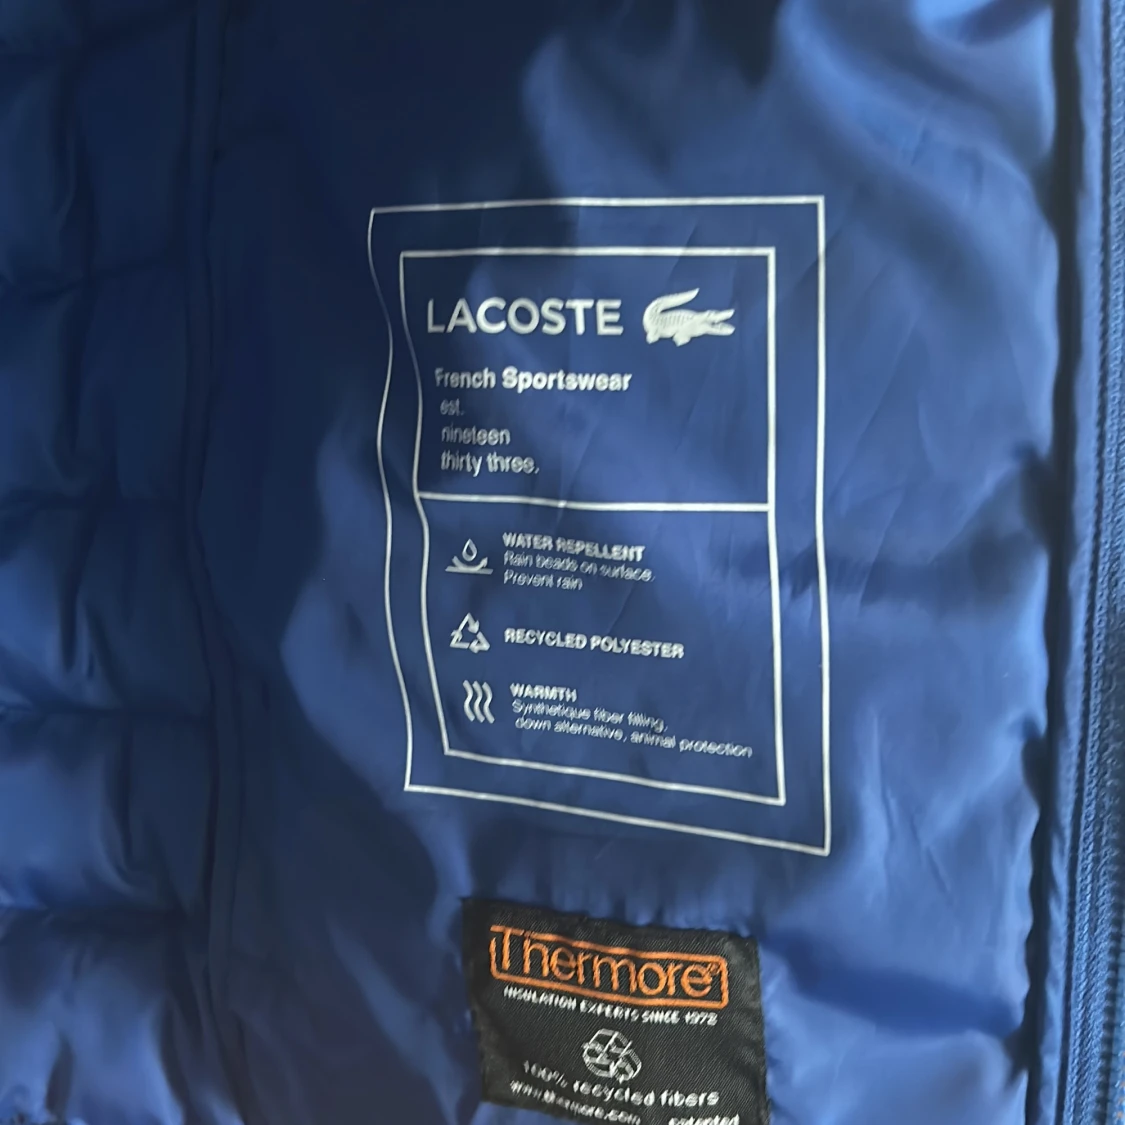 LACOSTE
French Sportswear
est.
nineteen
thirty three.
WATER REPELLENT
Rain beads on surface.
Prevent rain
RECYCLED POLYESTER
WARMTH
Synthetique fiber filling,
down alternative, animal protection
Thermore®
INSULATION EXPERTS SINCE 1972
100% recycled fibers
www.thermore.com patented